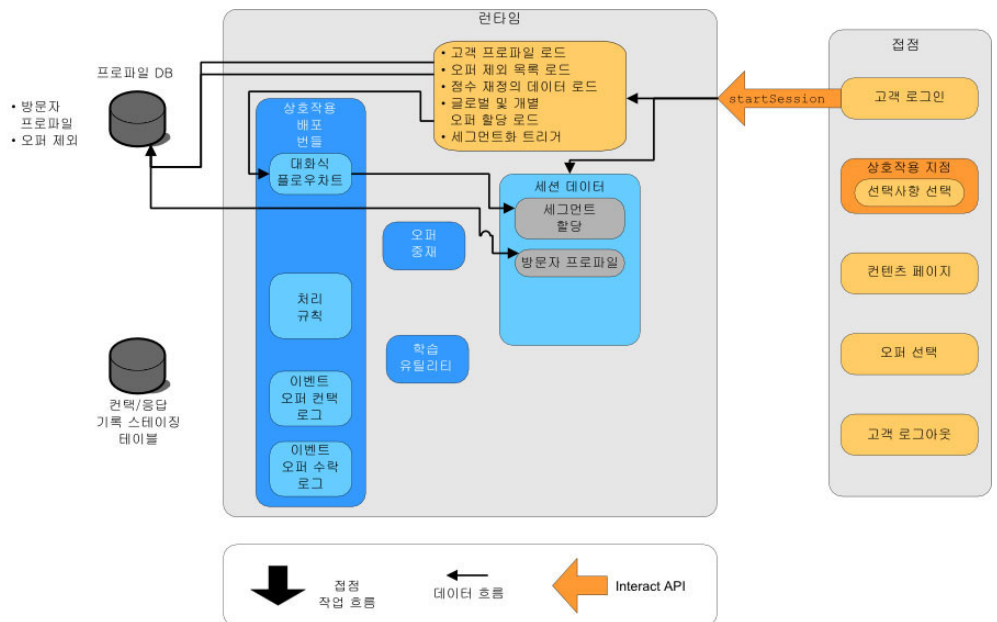 런타임
프로파일 DB
• 방문자
프로파일
• 오퍼 제외
• 고객 프로파일 로드
• 오퍼 제외 목록 로드
• 점수 재정의 데이터 로드
• 글로벌 및 개별
오퍼 할당 로드
• 세그먼트화 트리거
상호작용
배포
번들
대화식
플로우차트
처리
규칙
이벤트
오퍼 컨택
로그
이벤트
오퍼 수락
로그
오퍼
중재
학습
유틸리티
세션 데이터
세그먼트
할당
방문자 프로파일
startSession
접점
고객 로그인
상호작용 지점
선택사항 선택
컨텐츠 페이지
오퍼 선택
고객 로그아웃
컨택/응답
기록 스테이징
테이블
접점
작업 흐름
데이터 흐름
Interact API